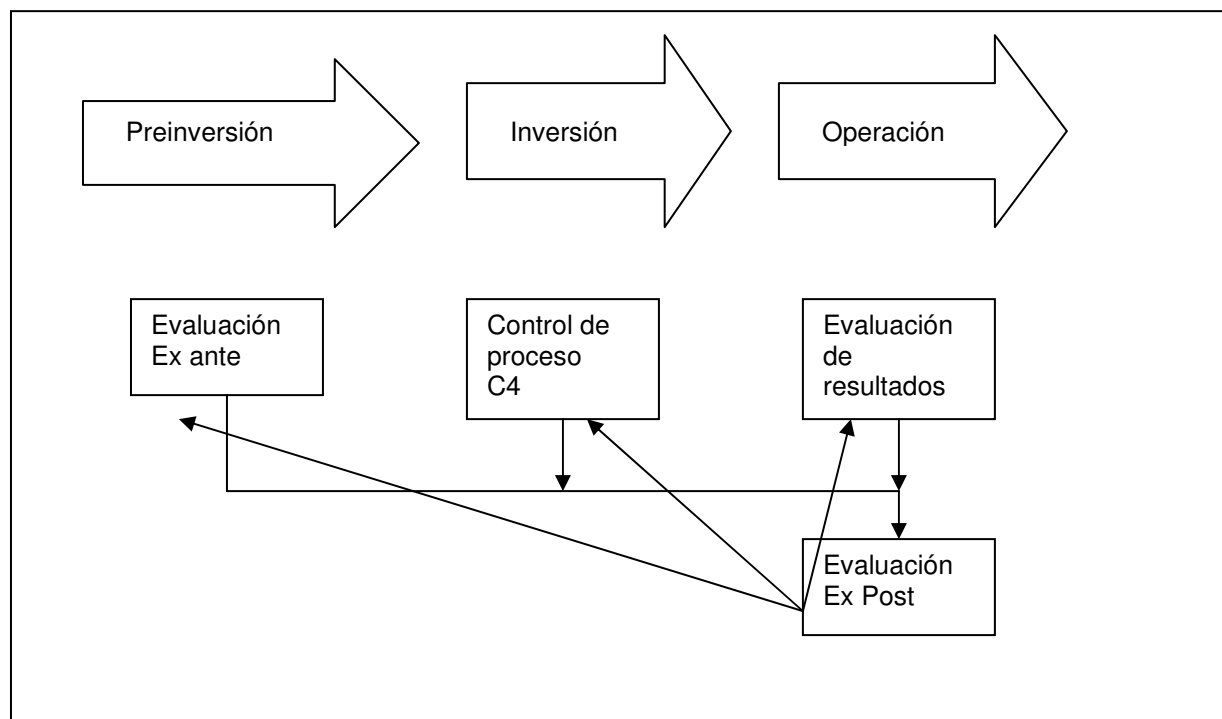 Preinversión
Inversión
Operación
Evaluación
Ex ante
Control de
proceso
C4
Evaluación
de
resultados
Evaluación
Ex Post